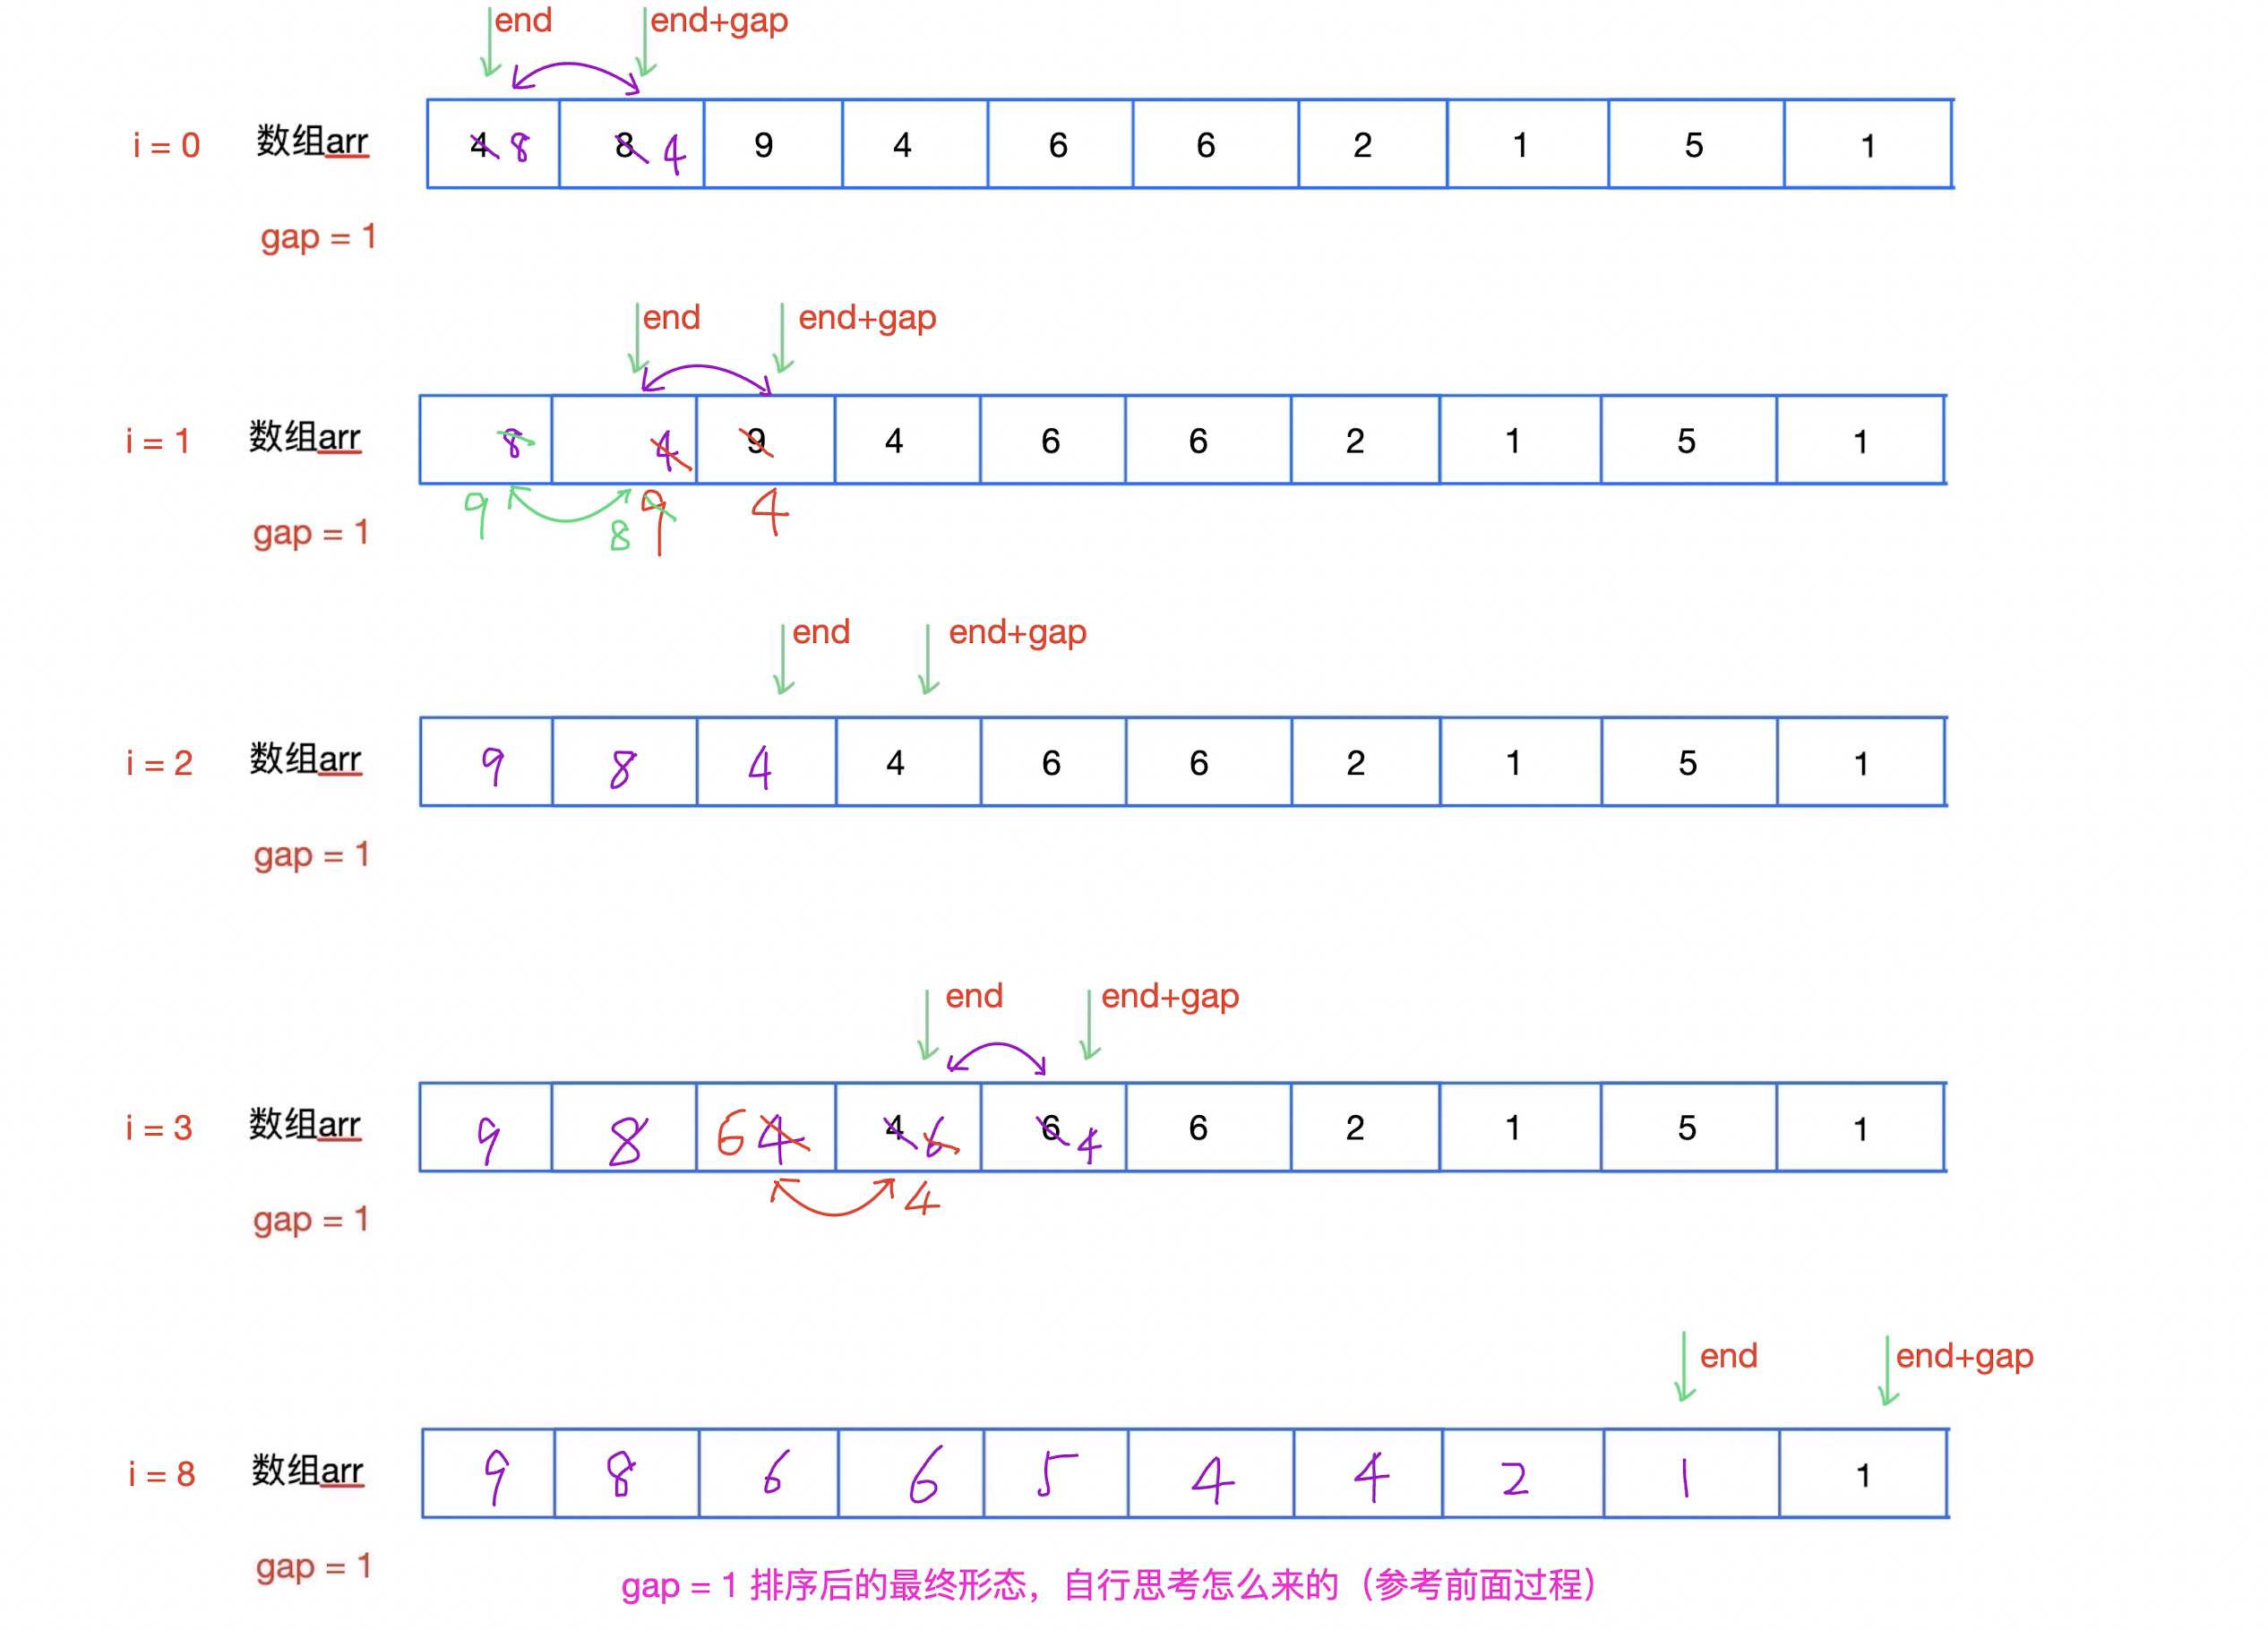 end end+gap
i = 0 数组arr 4 8 8 4 9 4 6 6 2 1 5 1
gap = 1
end end+gap
i = 1 数组arr 8 4 9 4 6 6 2 1 5 1
9 8 9 4
gap = 1
end end+gap
i = 2 数组arr 9 8 4 4 6 6 2 1 5 1
gap = 1
end end+gap
i = 3 数组arr 9 8 6 4 4 6 6 4 6 2 1 5 1
4
gap = 1
end end+gap
i = 8 数组arr 9 8 6 6 5 4 4 2 1 1
gap = 1
gap = 1 排序后的最终形态，自行思考怎么来的（参考前面过程）